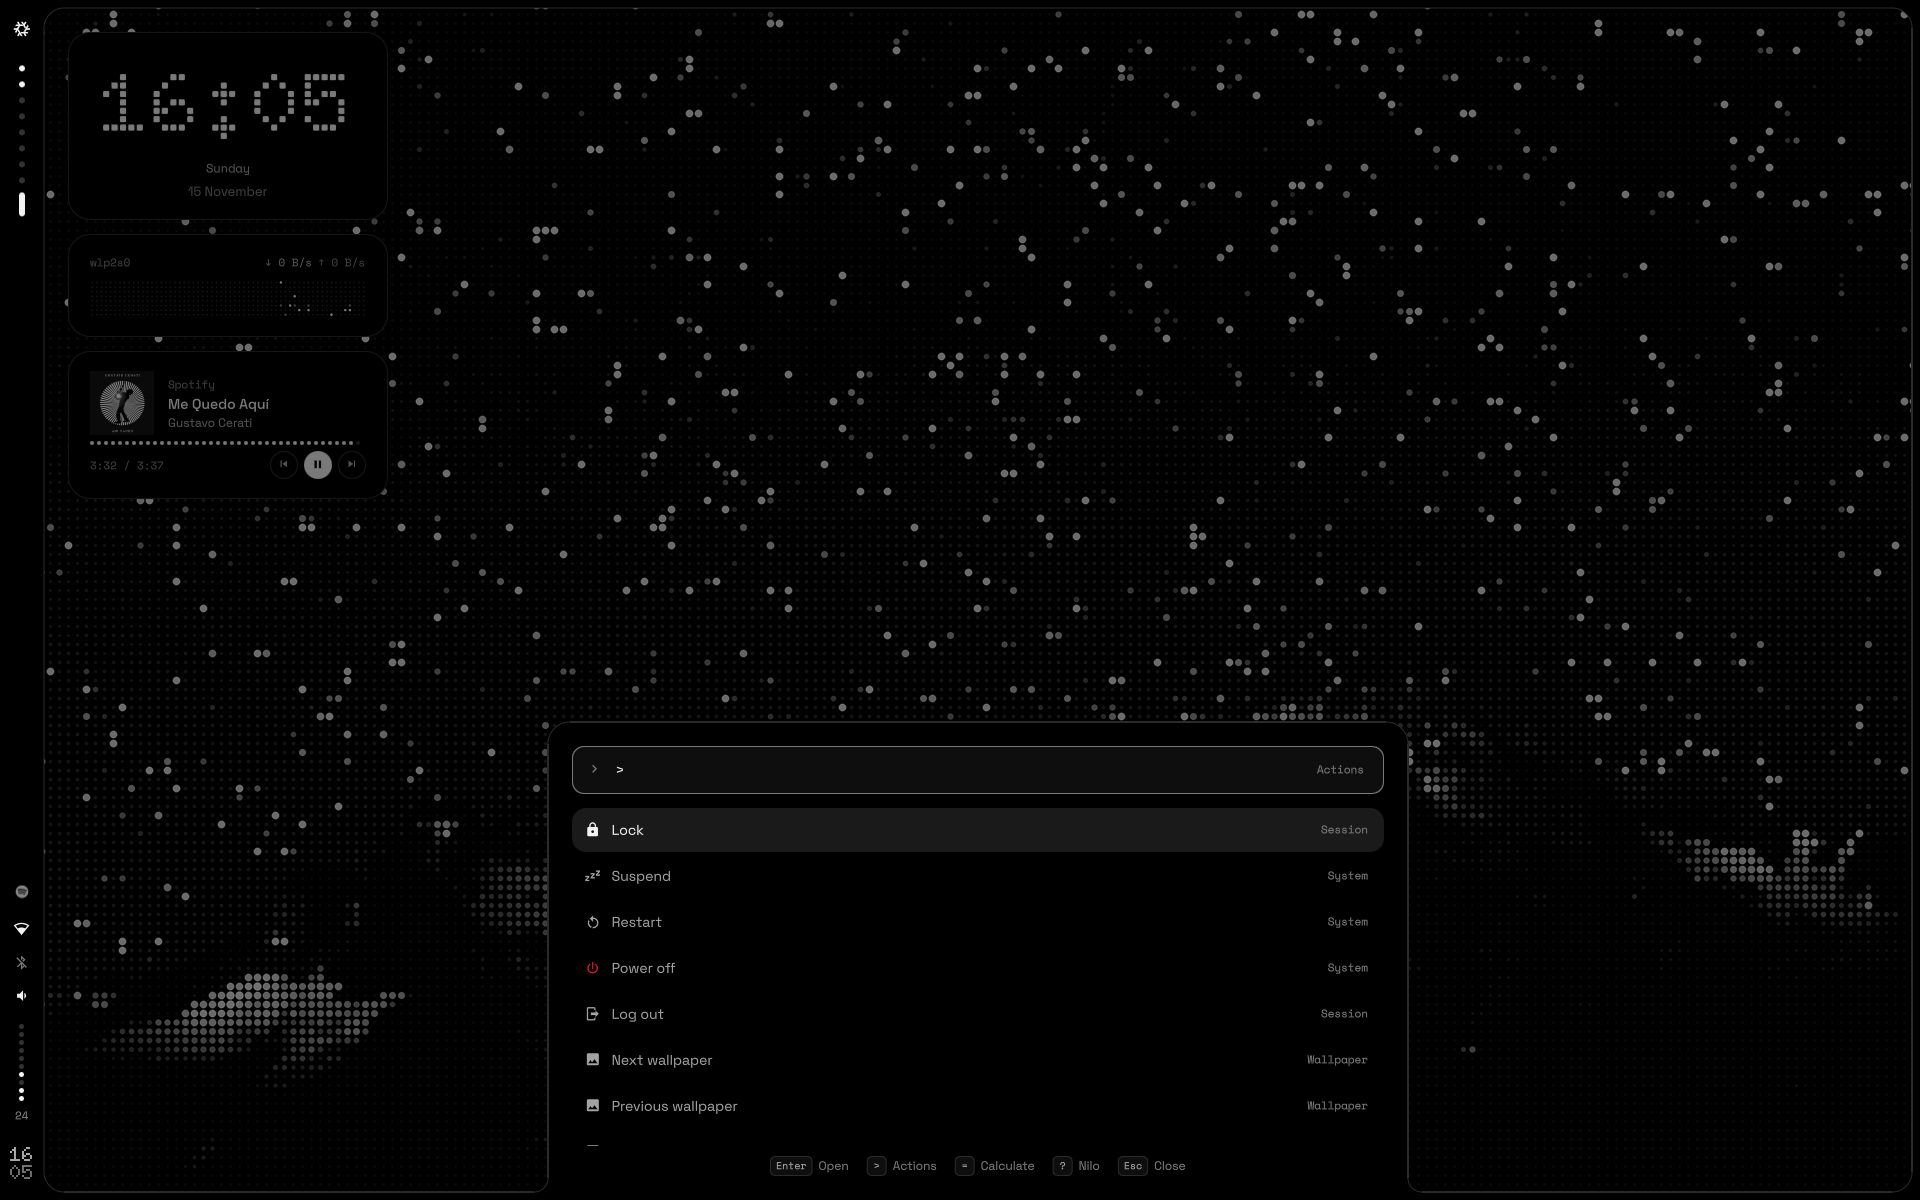 16:05
Sunday
15 November
wlp2s0 ↓ 0 B/s ↑ 0 B/s
Spotify
Me Quedo Aquí
Gustavo Cerati
3:32 / 3:37
> Actions
Lock Session
Suspend System
Restart System
Power off System
Log out Session
Next wallpaper Wallpaper
Previous wallpaper Wallpaper
Enter Open > Actions = Calculate ? Nilo Esc Close
24
16
05